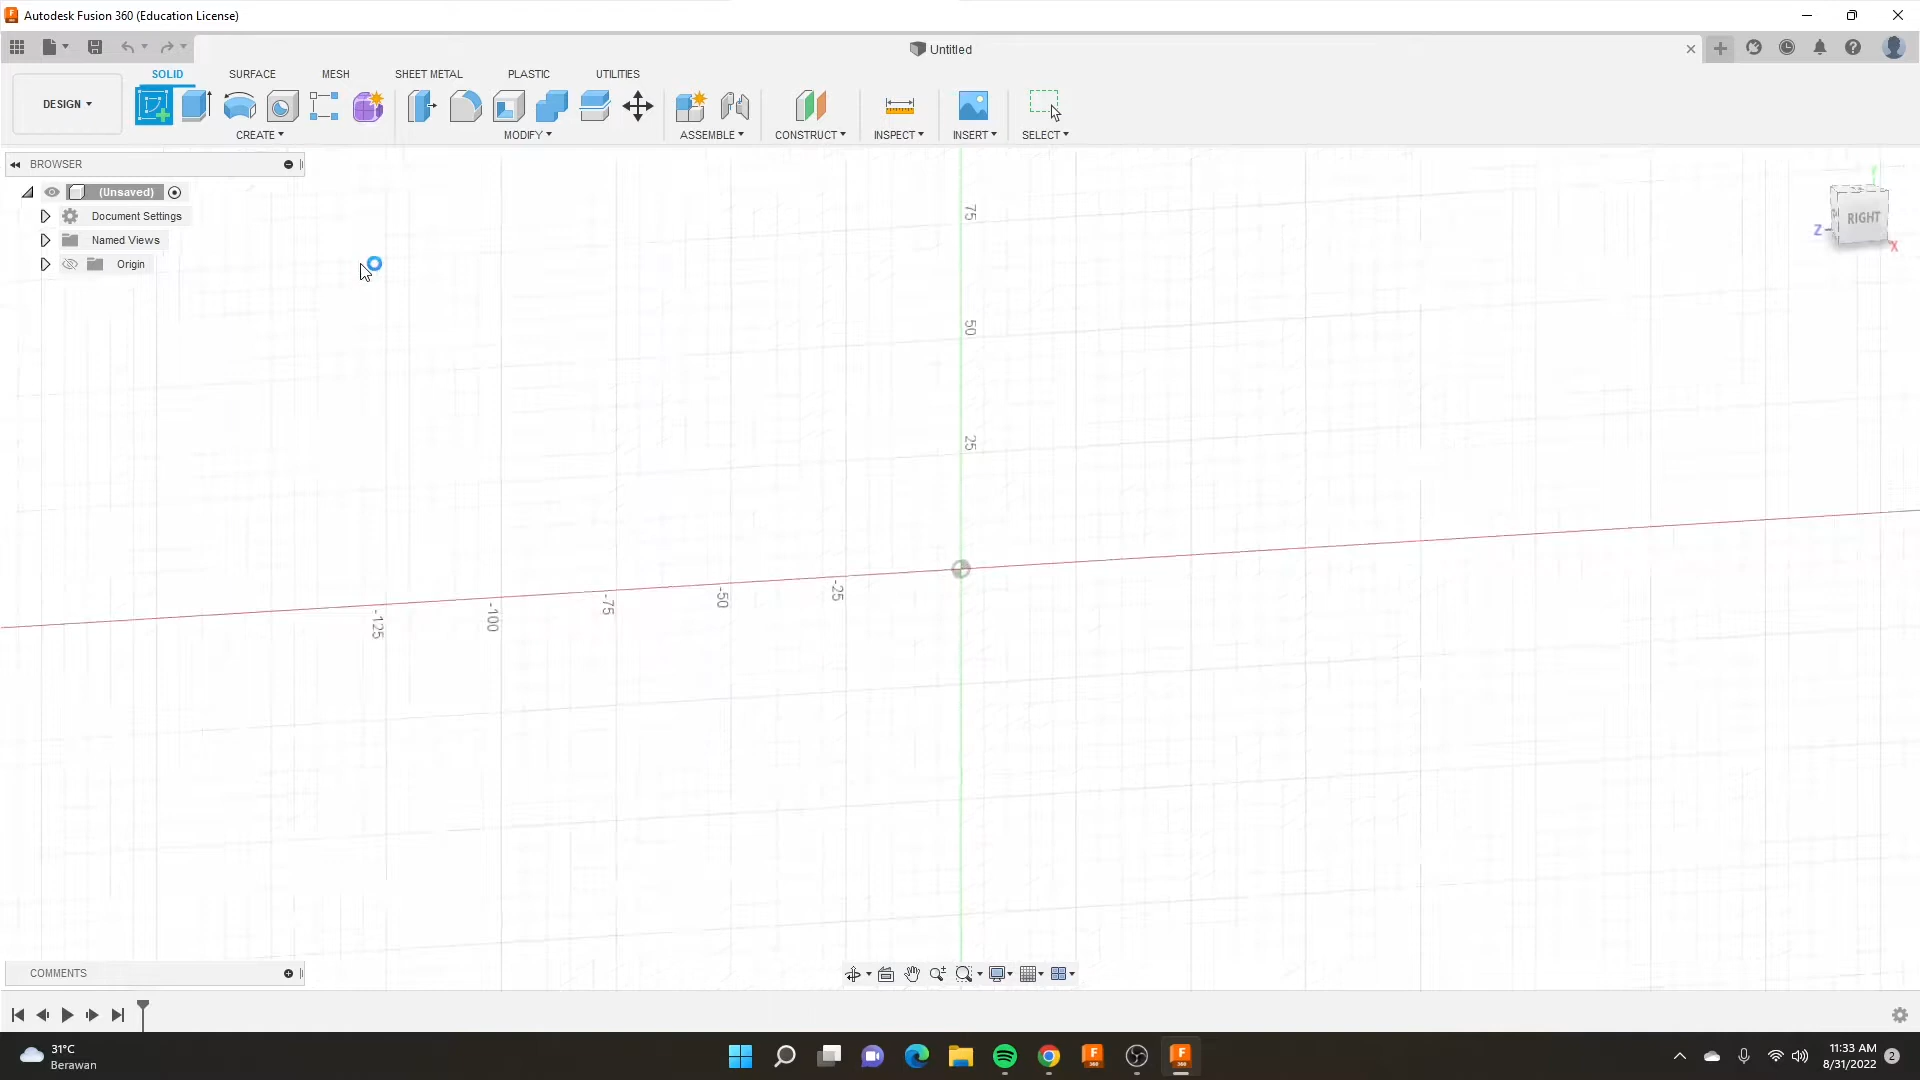 Autodesk Fusion 360 (Education License)
Untitled
DESIGN
SOLID
SURFACE
MESH
SHEET METAL
PLASTIC
UTILITIES
CREATE
MODIFY
ASSEMBLE
CONSTRUCT
INSPECT
INSERT
SELECT
BROWSER
(Unsaved)
Document Settings
Named Views
Origin
RIGHT
Z
X
75
50
25
-25
-50
-75
-100
-125
COMMENTS
31°C
Berawan
F
360
F
360
11:33 AM
8/31/2022
2